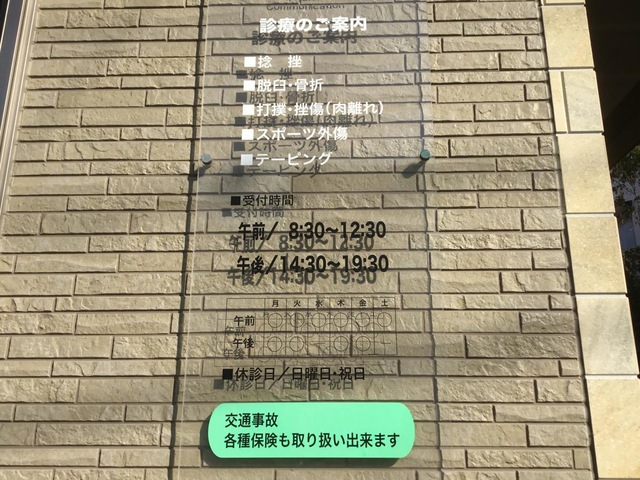 Communication
診療のご案内
■捻 挫
■脱臼・骨折
■打撲・挫傷(肉離れ)
■スポーツ外傷
■テーピング
■受付時間
午前/ 8:30～12:30
午後/14:30～19:30
月 火 水 木 金 土
午前 ○ ○ ○ ○ ○ ○
午後 ○ ○ － ○ ○ －
■休診日/日曜日・祝日
交通事故
各種保険も取り扱い出来ます